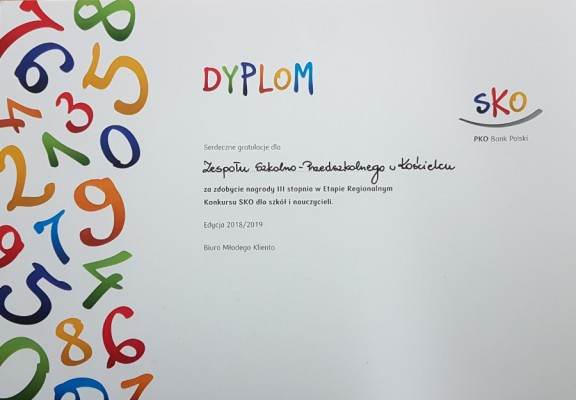 DYPLOM
SKO
PKO Bank Polski
Serdeczne gratulacje dla
Zespołu Szkolno-Przedszkolnego w Kościelcu
za zdobycie nagrody III stopnia w Etapie Regionalnym
Konkursu SKO dla szkół i nauczycieli.
Edycja 2018/2019
Biuro Młodego Klienta